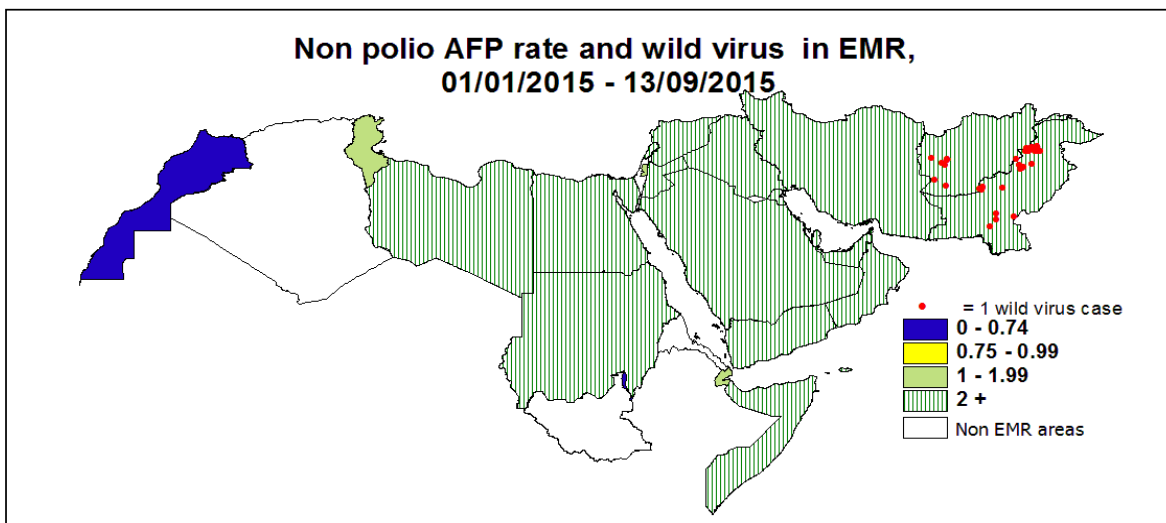 Non polio AFP rate and wild virus in EMR,
01/01/2015 - 13/09/2015
= 1 wild virus case
0 - 0.74
0.75 - 0.99
1 - 1.99
2 +
Non EMR areas